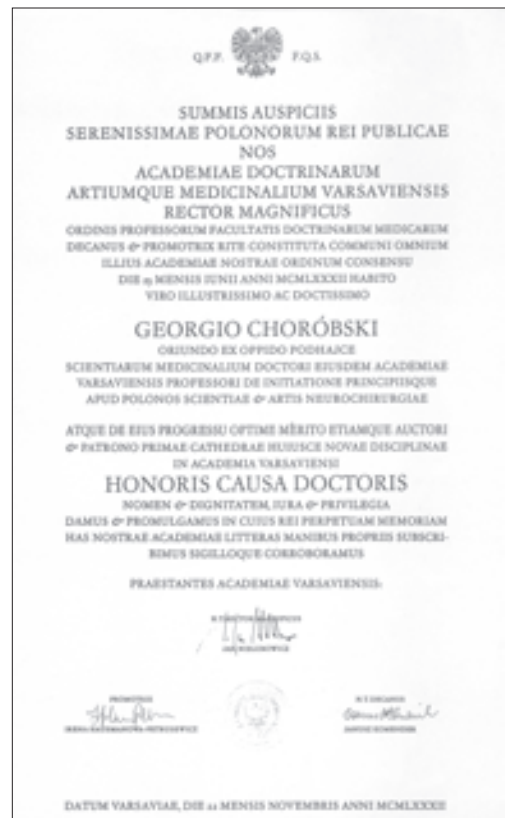 Q.F.F. F.Q.S.
SUMMIS AUSPICIIS
SERENISSIMAE POLONORUM REI PUBLICAE
NOS
ACADEMIAE DOCTRINARUM
ARTIUMQUE MEDICINALIUM VARSAVIENSIS
RECTOR MAGNIFICUS
ORDINIS PROFESSORUM FACULTATIS DOCTRINARUM MEDICARUM
DECANUS & PROMOTRIX RITE CONSTITUTA COMMUNI OMNIUM
ILLIUS ACADEMIAE NOSTRAE ORDINUM CONSENSU
DIE MENSIS IUNII ANNI MCMLXXXII HABITO
VIRO ILLUSTRISSIMO AC DOCTISSIMO
GEORGIO CHORÓBSKI
ORIUNDO EX OPPIDO PODHAJCE
SCIENTIARUM MEDICINALIUM DOCTORI EIUSDEM ACADEMIAE
VARSAVIENSIS PROFESSORI DE INITIATIONE PRINCIPIISQUE
APUD POLONOS SCIENTIAE & ARTIS NEUROCHIRURGIAE
ATQUE DE EIUS PROGRESSU OPTIME MERITO ETIAMQUE AUCTORI
& PATRONO PRIMAE CATHEDRAE HUIUSCE NOVAE DISCIPLINAE
IN ACADEMIA VARSAVIENSI
HONORIS CAUSA DOCTORIS
NOMEN & DIGNITATEM, IURA & PRIVILEGIA
DAMUS & PROMULGAMUS IN CUIUS REI PERPETUAM MEMORIAM
HAS NOSTRAE ACADEMIAE LITTERAS MANIBUS PROPRIIS SUBSCRI-
BIMUS SIGILLOQUE CORROBORAMUS
PRAESTANTES ACADEMIAE VARSAVIENSIS:
PROMOTRIX
DECANUS
DATUM VARSAVIAE, DIE MENSIS NOVEMBRIS ANNI MCMLXXXII